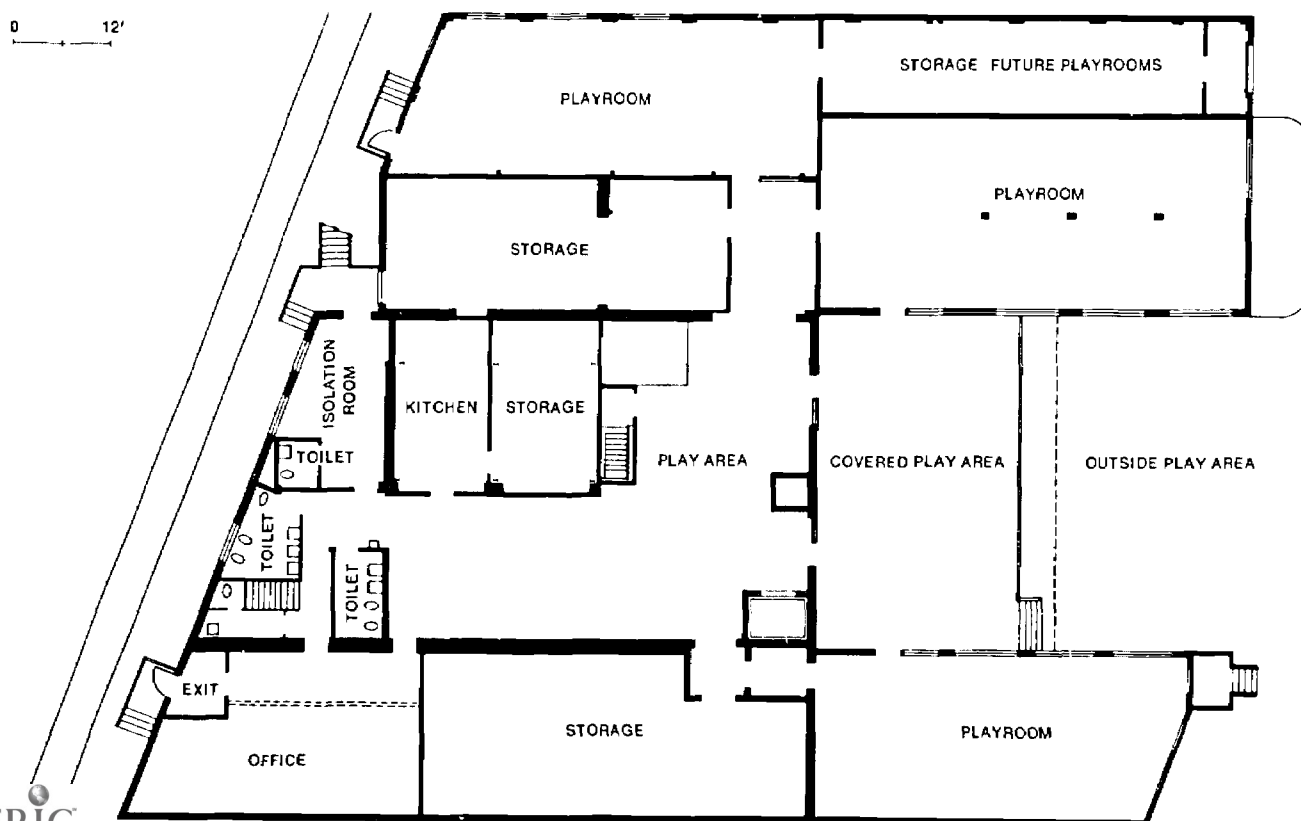 0 12'
STORAGE FUTURE PLAYROOMS
PLAYROOM
PLAYROOM
STORAGE
ISOLATION
ROOM
KITCHEN
STORAGE
TOILET
PLAY AREA
COVERED PLAY AREA
OUTSIDE PLAY AREA
TOILET
TOILET
EXIT
STORAGE
PLAYROOM
OFFICE